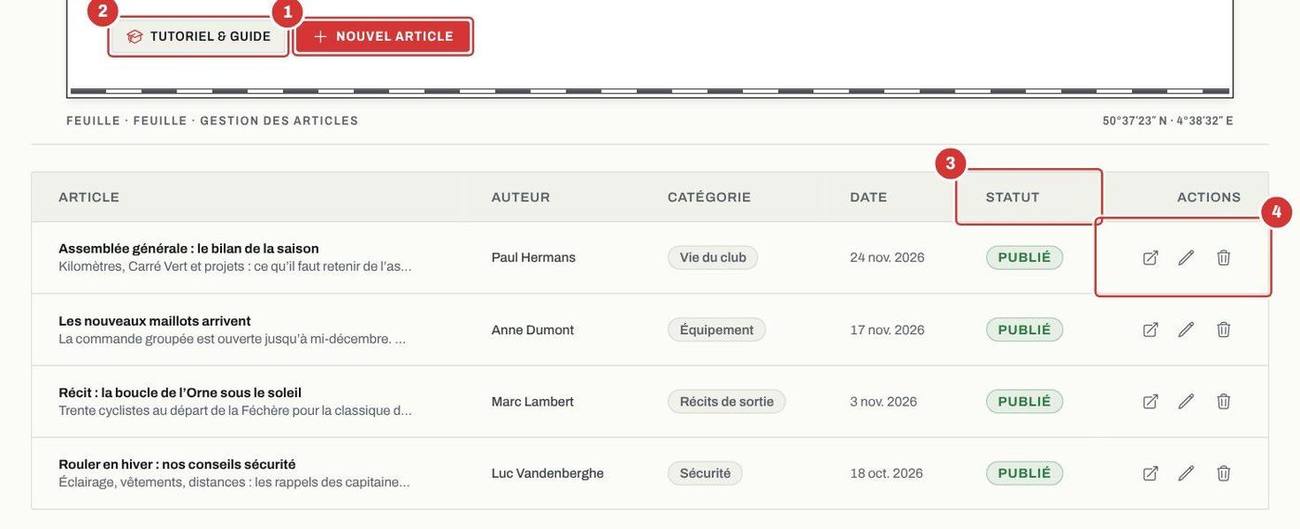 2
1
TUTORIEL & GUIDE
NOUVEL ARTICLE
FEUILLE · FEUILLE · GESTION DES ARTICLES
50°37′23″ N · 4°38′32″ E
3
ARTICLE AUTEUR CATÉGORIE DATE STATUT ACTIONS
4
Assemblée générale : le bilan de la saison
Kilomètres, Carré Vert et projets : ce qu’il faut retenir de l’as...
Paul Hermans Vie du club 24 nov. 2026 PUBLIÉ
Les nouveaux maillots arrivent
La commande groupée est ouverte jusqu’à mi-décembre. ...
Anne Dumont Équipement 17 nov. 2026 PUBLIÉ
Récit : la boucle de l’Orne sous le soleil
Trente cyclistes au départ de la Féchère pour la classique d...
Marc Lambert Récits de sortie 3 nov. 2026 PUBLIÉ
Rouler en hiver : nos conseils sécurité
Éclairage, vêtements, distances : les rappels des capitaine...
Luc Vandenberghe Sécurité 18 oct. 2026 PUBLIÉ